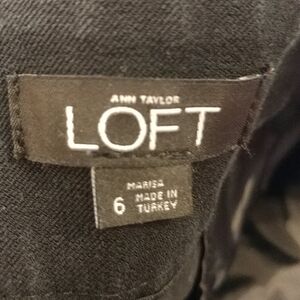 ANN TAYLOR
LOFT
MARISA
6 MADE IN
TURKEY